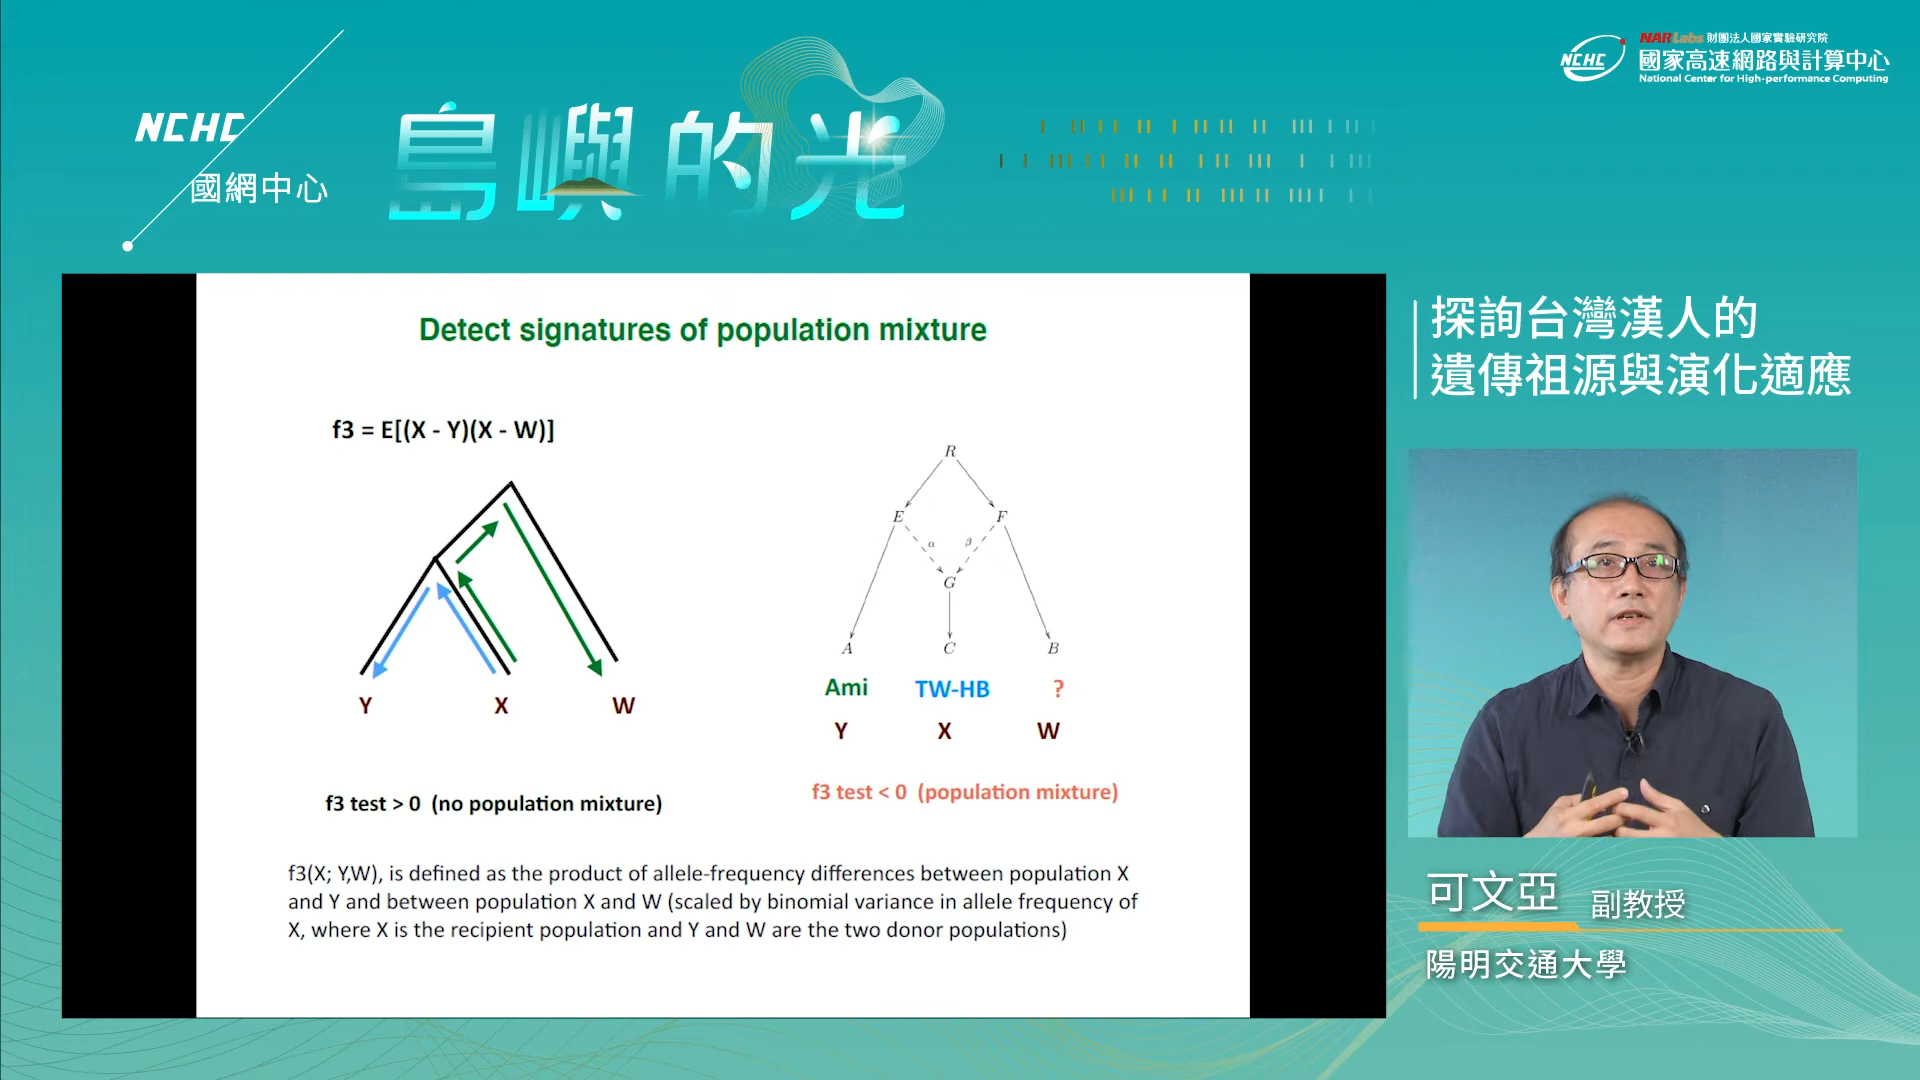 NCHC
國網中心
島嶼的光
NCHC
NARLabs 財團法人國家實驗研究院
國家高速網路與計算中心
National Center for High-performance Computing
Detect signatures of population mixture
f3 = E[(X - Y)(X - W)]
Y X W
f3 test > 0 (no population mixture)
R
E F
α β
G
A C B
Ami TW-HB ?
Y X W
f3 test < 0 (population mixture)
f3(X; Y,W), is defined as the product of allele-frequency differences between population X
and Y and between population X and W (scaled by binomial variance in allele frequency of
X, where X is the recipient population and Y and W are the two donor populations)
探詢台灣漢人的
遺傳祖源與演化適應
可文亞 副教授
陽明交通大學